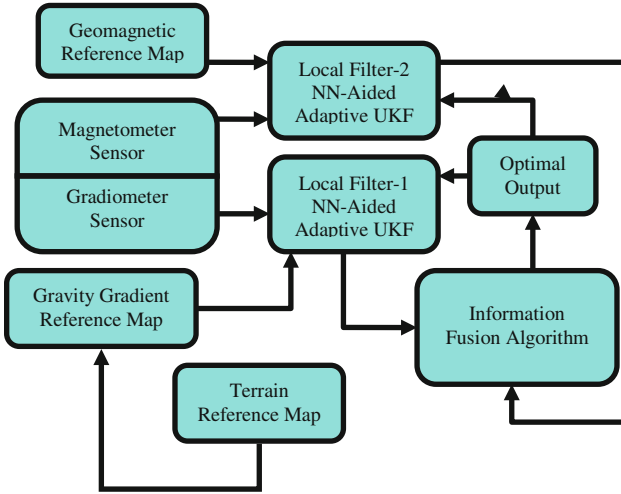 Geomagnetic
Reference Map
Local Filter-2
NN-Aided
Adaptive UKF
Magnetometer
Sensor
Gradiometer
Sensor
Local Filter-1
NN-Aided
Adaptive UKF
Optimal
Output
Gravity Gradient
Reference Map
Information
Fusion Algorithm
Terrain
Reference Map